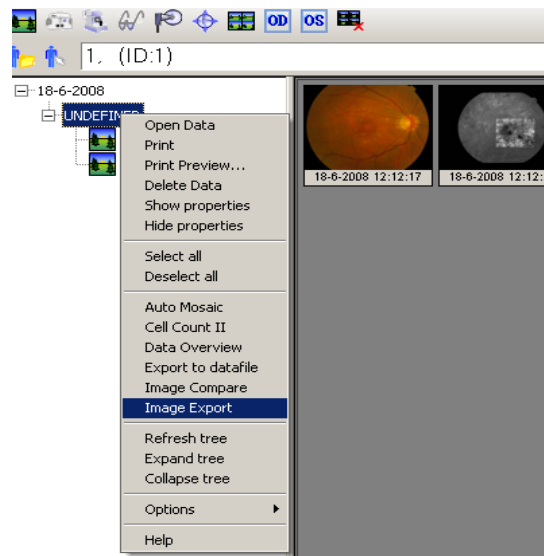 OD OS
1, (ID:1)
18-6-2008
UNDEFINED
Open Data
Print
Print Preview...
Delete Data
Show properties
Hide properties
Select all
Deselect all
Auto Mosaic
Cell Count II
Data Overview
Export to datafile
Image Compare
Image Export
Refresh tree
Expand tree
Collapse tree
Options
Help
18-6-2008 12:12:17
18-6-2008 12:12: